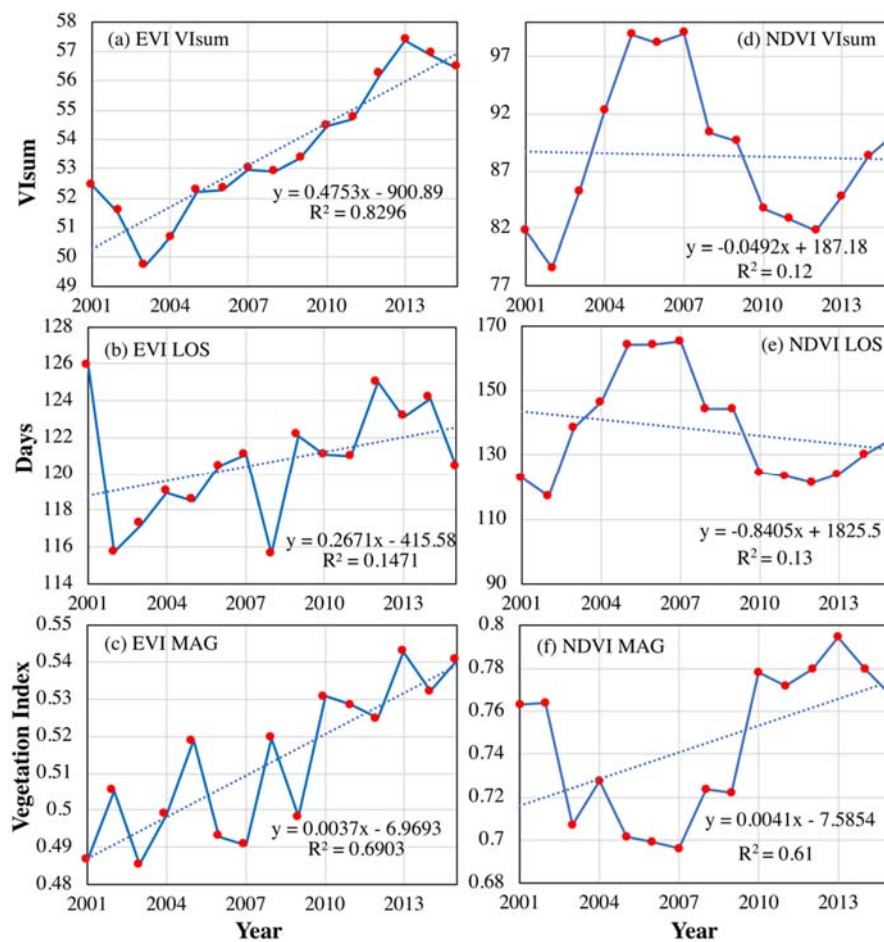 (a) EVI VIsum
58
57
56
55
54
53
52
51
50
49
VIsum
y = 0.4753x - 900.89
R² = 0.8296
2001 2004 2007 2010 2013
(d) NDVI VIsum
97
92
87
82
77
y = -0.0492x + 187.18
R² = 0.12
2001 2004 2007 2010 2013
(b) EVI LOS
128
126
124
122
120
118
116
114
Days
y = 0.2671x - 415.58
R² = 0.1471
2001 2004 2007 2010 2013
(e) NDVI LOS
170
150
130
110
90
y = -0.8405x + 1825.5
R² = 0.13
2001 2004 2007 2010 2013
(c) EVI MAG
0.55
0.54
0.53
0.52
0.51
0.5
0.49
0.48
Vegetation Index
y = 0.0037x - 6.9693
R² = 0.6903
2001 2004 2007 2010 2013
Year
(f) NDVI MAG
0.8
0.78
0.76
0.74
0.72
0.7
0.68
y = 0.0041x - 7.5854
R² = 0.61
2001 2004 2007 2010 2013
Year